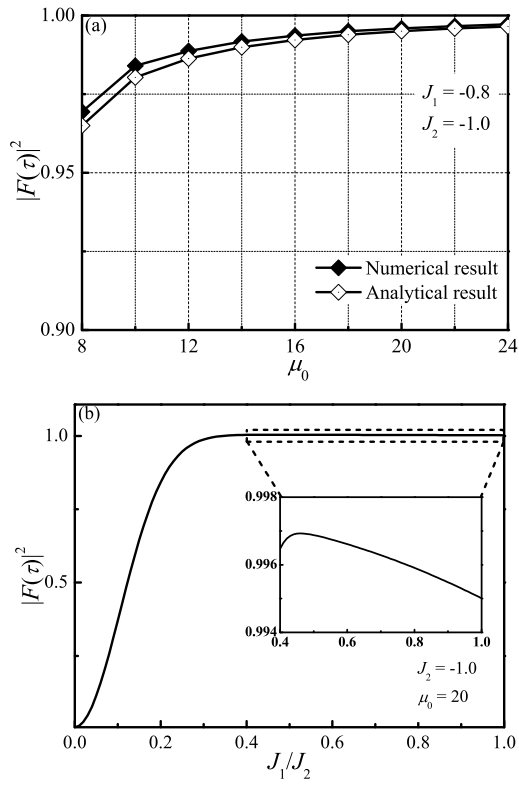 (a)
1.00
0.95
0.90
|F(τ)|²
J₁ = -0.8
J₂ = -1.0
Numerical result
Analytical result
8 12 16 20 24
μ₀
(b)
1.0
0.5
|F(τ)|²
0.998
0.996
0.994
0.4 0.6 0.8 1.0
J₂ = -1.0
μ₀ = 20
0.0 0.2 0.4 0.6 0.8 1.0
J₁/J₂